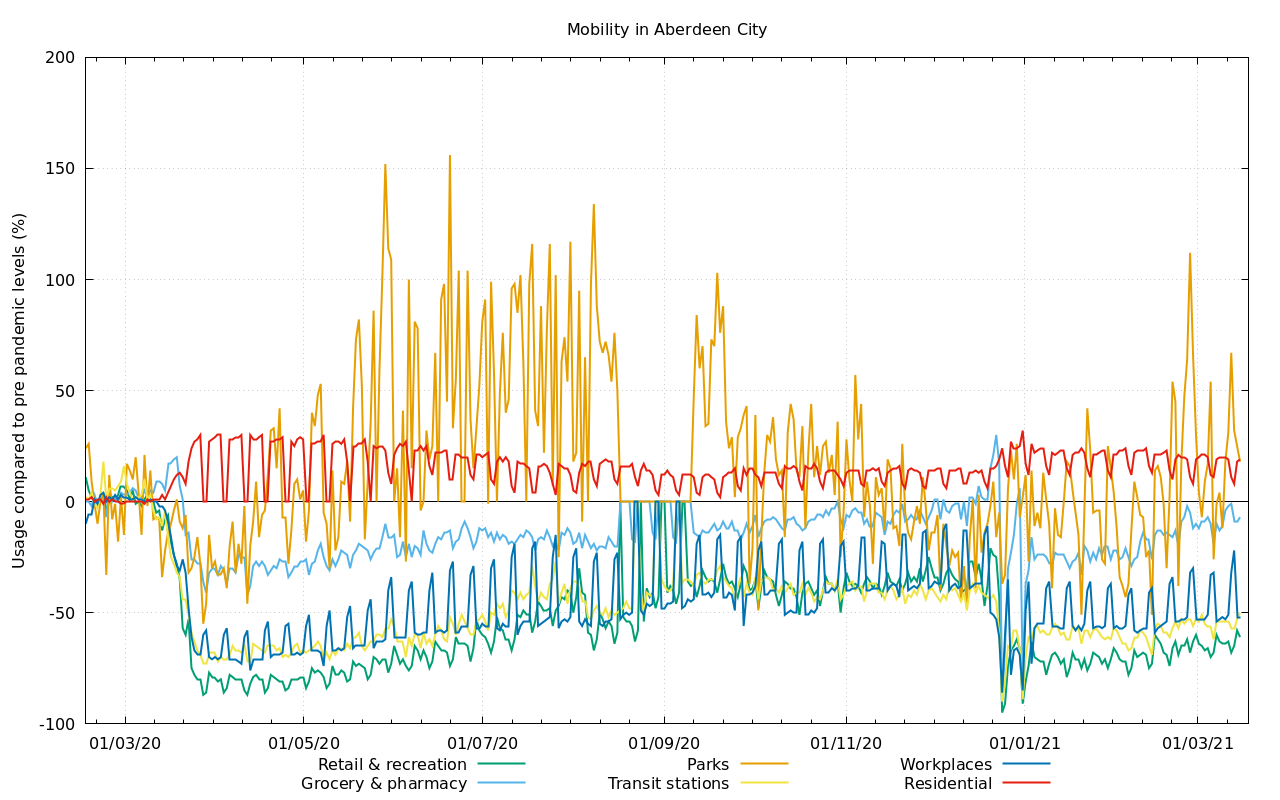 Mobility in Aberdeen City
Usage compared to pre pandemic levels (%)
200
150
100
50
0
-50
-100
01/03/20 01/05/20 01/07/20 01/09/20 01/11/20 01/01/21 01/03/21
Retail & recreation Parks Workplaces
Grocery & pharmacy Transit stations Residential